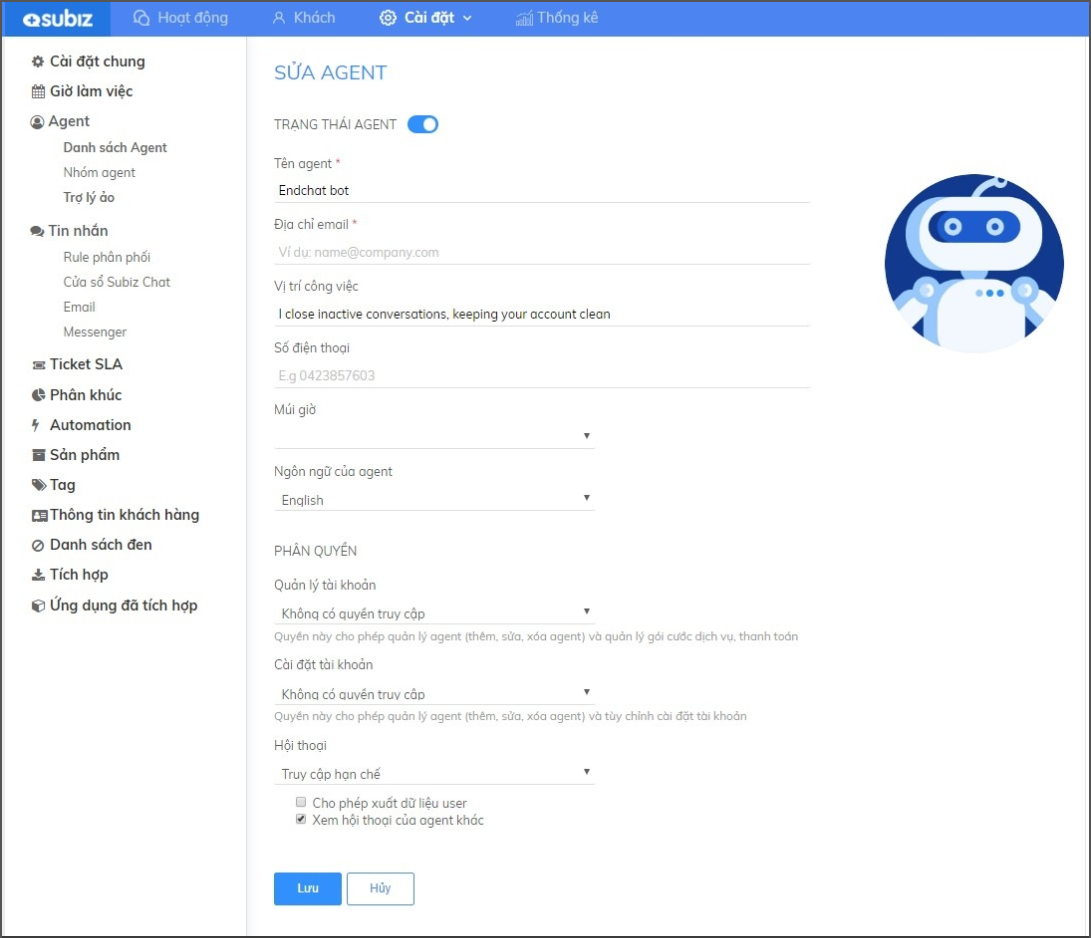 subiz
Hoạt động
Khách
Cài đặt
Thống kê
Cài đặt chung
Giờ làm việc
Agent
Danh sách Agent
Nhóm agent
Trợ lý ảo
Tin nhắn
Rule phân phối
Cửa sổ Subiz Chat
Email
Messenger
Ticket SLA
Phân khúc
Automation
Sản phẩm
Tag
Thông tin khách hàng
Danh sách đen
Tích hợp
Ứng dụng đã tích hợp
SỬA AGENT
TRẠNG THÁI AGENT
Tên agent *
Endchat bot
Địa chỉ email *
Ví dụ: name@company.com
Vị trí công việc
I close inactive conversations, keeping your account clean
Số điện thoại
E.g 0423857603
Múi giờ
Ngôn ngữ của agent
English
PHÂN QUYỀN
Quản lý tài khoản
Không có quyền truy cập
Quyền này cho phép quản lý agent (thêm, sửa, xóa agent) và quản lý gói cước dịch vụ, thanh toán
Cài đặt tài khoản
Không có quyền truy cập
Quyền này cho phép quản lý agent (thêm, sửa, xóa agent) và tùy chỉnh cài đặt tài khoản
Hội thoại
Truy cập hạn chế
Cho phép xuất dữ liệu user
Xem hội thoại của agent khác
Lưu
Hủy